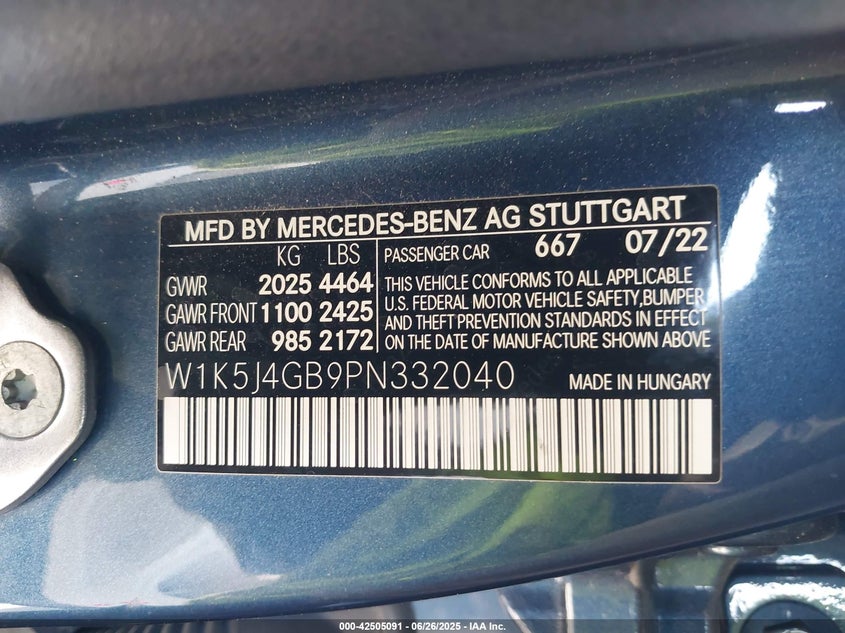 MFD BY MERCEDES-BENZ AG STUTTGART
KG LBS
GVWR 2025 4464
GAWR FRONT 1100 2425
GAWR REAR 985 2172
PASSENGER CAR 667 07/22
THIS VEHICLE CONFORMS TO ALL APPLICABLE
U.S. FEDERAL MOTOR VEHICLE SAFETY,BUMPER
AND THEFT PREVENTION STANDARDS IN EFFECT
ON THE DATE OF MANUFACTURE SHOWN ABOVE
W1K5J4GB9PN332040 MADE IN HUNGARY
000-42505091 - 06/26/2025 - IAA Inc.